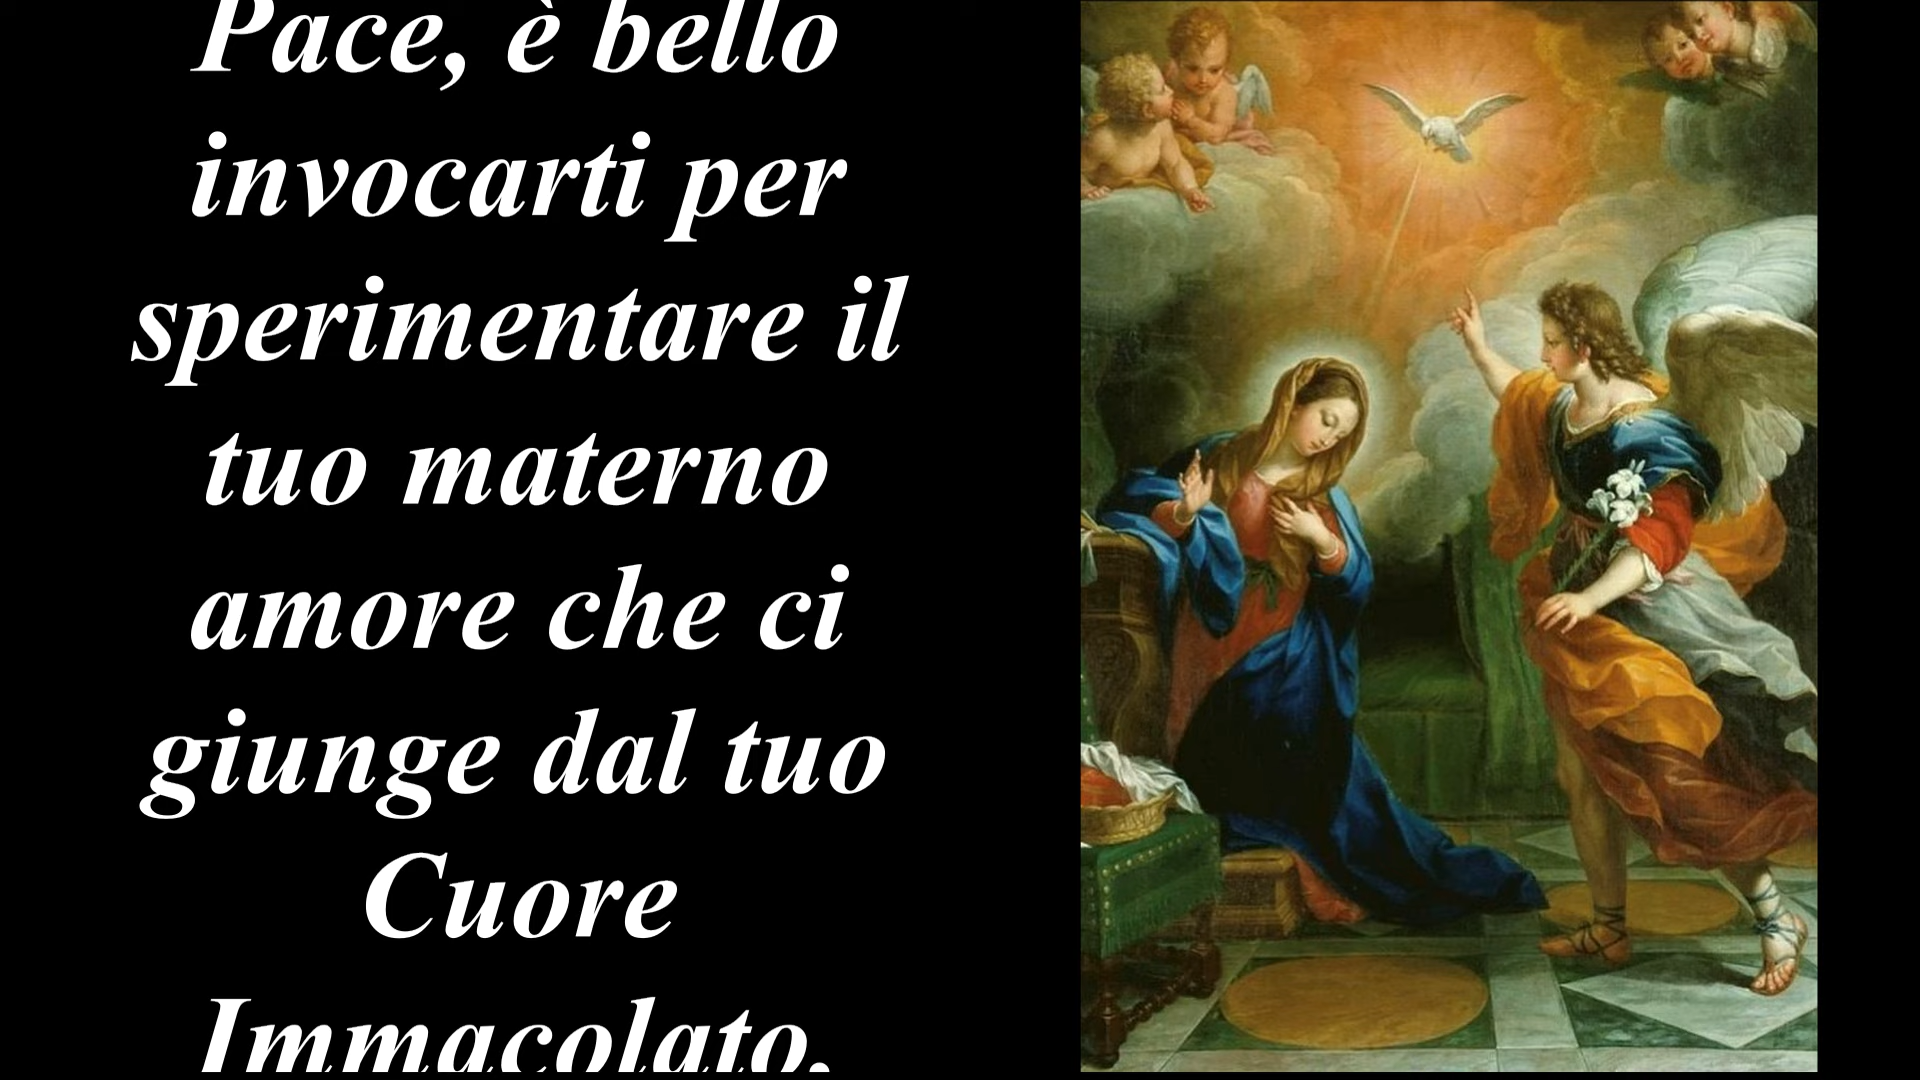 Pace, è bello
invocarti per
sperimentare il
tuo materno
amore che ci
giunge dal tuo
Cuore
Immacolato.